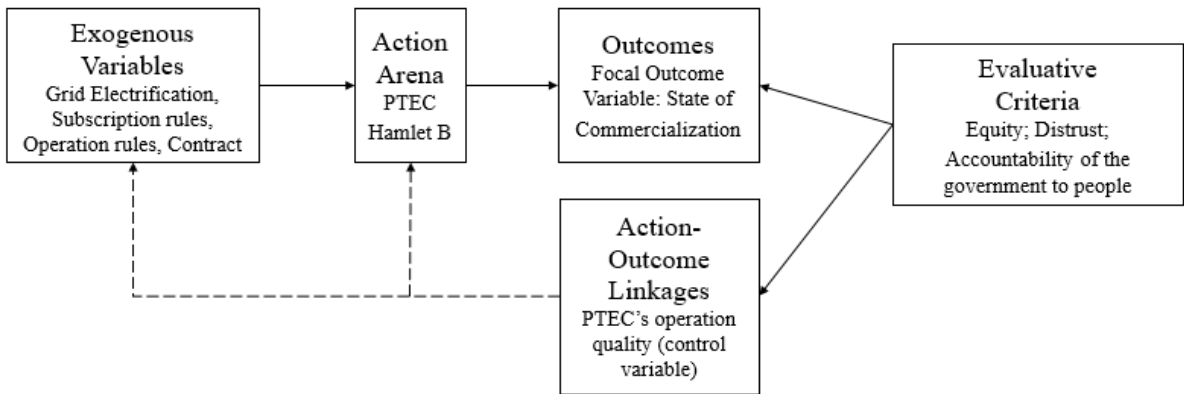 Exogenous
Variables
Grid Electrification,
Subscription rules,
Operation rules, Contract
Action
Arena
PTEC
Hamlet B
Outcomes
Focal Outcome
Variable: State of
Commercialization
Evaluative
Criteria
Equity; Distrust;
Accountability of the
government to people
Action-
Outcome
Linkages
PTEC’s operation
quality (control
variable)